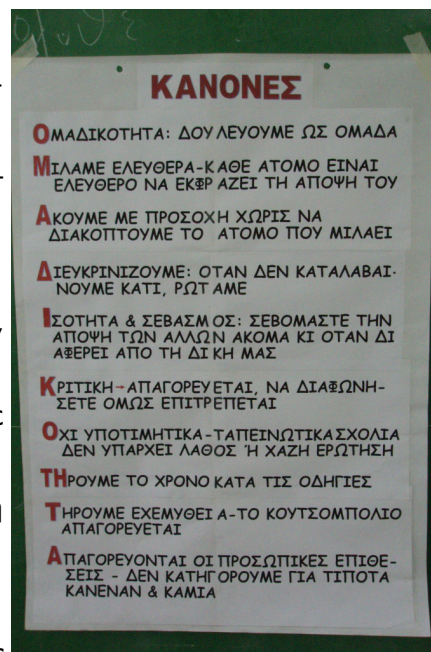 ΚΑΝΟΝΕΣ
ΟΜΑΔΙΚΟΤΗΤΑ: ΔΟΥΛΕΥΟΥΜΕ ΩΣ ΟΜΑΔΑ
ΜΙΛΑΜΕ ΕΛΕΥΘΕΡΑ-ΚΑΘΕ ΑΤΟΜΟ ΕΙΝΑΙ
ΕΛΕΥΘΕΡΟ ΝΑ ΕΚΦΡΑΖΕΙ ΤΗ ΑΠΟΨΗ ΤΟΥ
ΑΚΟΥΜΕ ΜΕ ΠΡΟΣΟΧΗ ΧΩΡΙΣ ΝΑ
ΔΙΑΚΟΠΤΟΥΜΕ ΤΟ ΑΤΟΜΟ ΠΟΥ ΜΙΛΑΕΙ
ΔΙΕΥΚΡΙΝΙΖΟΥΜΕ: ΟΤΑΝ ΔΕΝ ΚΑΤΑΛΑΒΑΙ-
ΝΟΥΜΕ ΚΑΤΙ, ΡΩΤΑΜΕ
ΙΣΟΤΗΤΑ & ΣΕΒΑΣΜΟΣ: ΣΕΒΟΜΑΣΤΕ ΤΗΝ
ΑΠΟΨΗ ΤΩΝ ΑΛΛΩΝ ΑΚΟΜΑ ΚΙ ΟΤΑΝ ΔΙ
ΑΦΕΡΕΙ ΑΠΟ ΤΗ ΔΙΚΗ ΜΑΣ
ΚΡΙΤΙΚΗ→ΑΠΑΓΟΡΕΥΕΤΑΙ, ΝΑ ΔΙΑΦΩΝΗ-
ΣΕΤΕ ΟΜΩΣ ΕΠΙΤΡΕΠΕΤΑΙ
ΟΧΙ ΥΠΟΤΙΜΗΤΙΚΑ-ΤΑΠΕΙΝΩΤΙΚΑ ΣΧΟΛΙΑ
ΔΕΝ ΥΠΑΡΧΕΙ ΛΑΘΟΣ Ή ΧΑΖΗ ΕΡΩΤΗΣΗ
ΤΗΡΟΥΜΕ ΤΟ ΧΡΟΝΟ ΚΑΤΑ ΤΙΣ ΟΔΗΓΙΕΣ
ΤΗΡΟΥΜΕ ΕΧΕΜΥΘΕΙΑ-ΤΟ ΚΟΥΤΣΟΜΠΟΛΙΟ
ΑΠΑΓΟΡΕΥΕΤΑΙ
ΑΠΑΓΟΡΕΥΟΝΤΑΙ ΟΙ ΠΡΟΣΩΠΙΚΕΣ ΕΠΙΘΕ-
ΣΕΙΣ - ΔΕΝ ΚΑΤΗΓΟΡΟΥΜΕ ΓΙΑ ΤΙΠΟΤΑ
ΚΑΝΕΝΑΝ & ΚΑΜΙΑ